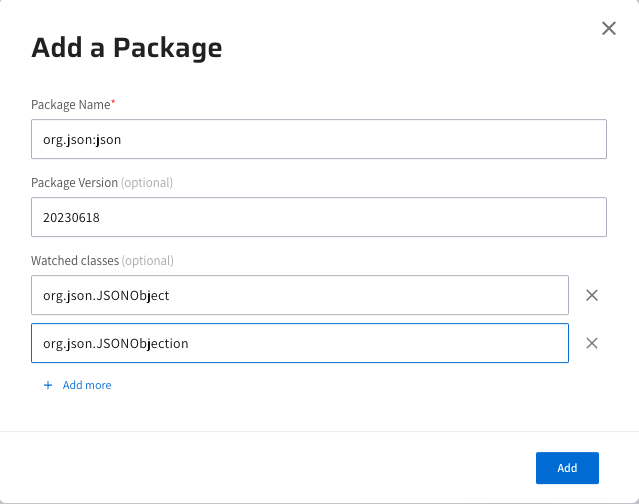 Add a Package
Package Name*
org.json:json
Package Version (optional)
20230618
Watched classes (optional)
org.json.JSONObject
org.json.JSONObjection
+ Add more
Add